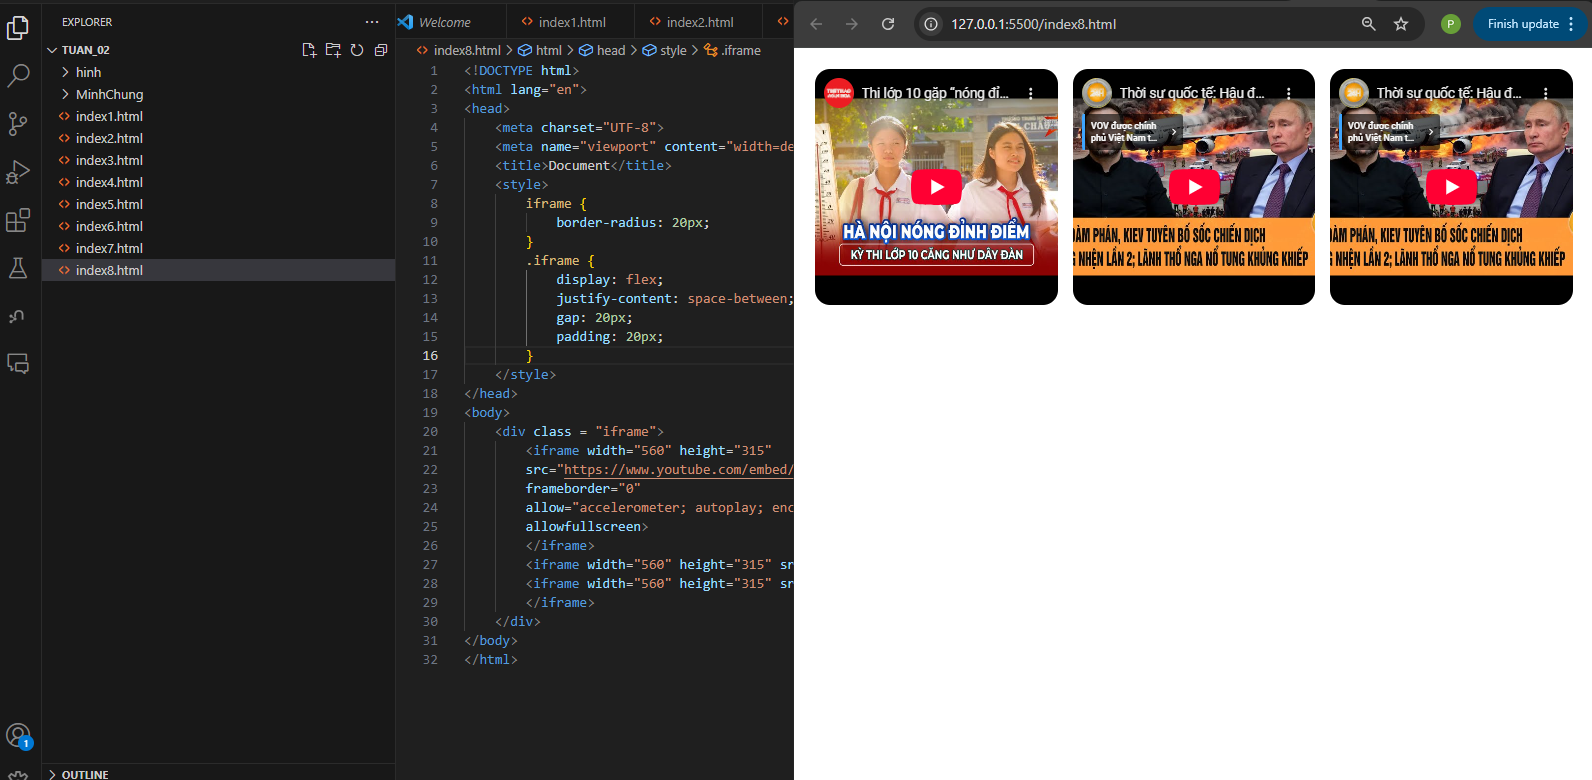 EXPLORER
TUAN_02
hinh
MinhChung
index1.html
index2.html
index3.html
index4.html
index5.html
index6.html
index7.html
index8.html
OUTLINE
1
Welcome
index1.html
index2.html
index8.html > html > head > style > .iframe
1 <!DOCTYPE html>
2 <html lang="en">
3 <head>
4 <meta charset="UTF-8">
5 <meta name="viewport" content="width=de
6 <title>Document</title>
7 <style>
8 iframe {
9 border-radius: 20px;
10 }
11 .iframe {
12 display: flex;
13 justify-content: space-between;
14 gap: 20px;
15 padding: 20px;
16 }
17 </style>
18 </head>
19 <body>
20 <div class = "iframe">
21 <iframe width="560" height="315"
22 src="https://www.youtube.com/embed/
23 frameborder="0"
24 allow="accelerometer; autoplay; enc
25 allowfullscreen>
26 </iframe>
27 <iframe width="560" height="315" sr
28 <iframe width="560" height="315" sr
29 </iframe>
30 </div>
31 </body>
32 </html>
127.0.0.1:5500/index8.html
P
Finish update
Thi lớp 10 gặp “nóng đỉ...
HÀ NỘI NÓNG ĐỈNH ĐIỂM
KỲ THI LỚP 10 CĂNG NHƯ DÂY ĐÀN
Thời sự quốc tế: Hậu đ...
VOV được chính
phủ Việt Nam t...
ĐÀM PHÁN, KIEV TUYÊN BỐ SỐC CHIẾN DỊCH
NHỆN LẦN 2; LÃNH THỔ NGA NỔ TUNG KHỦNG KHIẾP
Thời sự quốc tế: Hậu đ...
VOV được chính
phủ Việt Nam t...
ĐÀM PHÁN, KIEV TUYÊN BỐ SỐC CHIẾN DỊCH
NHỆN LẦN 2; LÃNH THỔ NGA NỔ TUNG KHỦNG KHIẾP